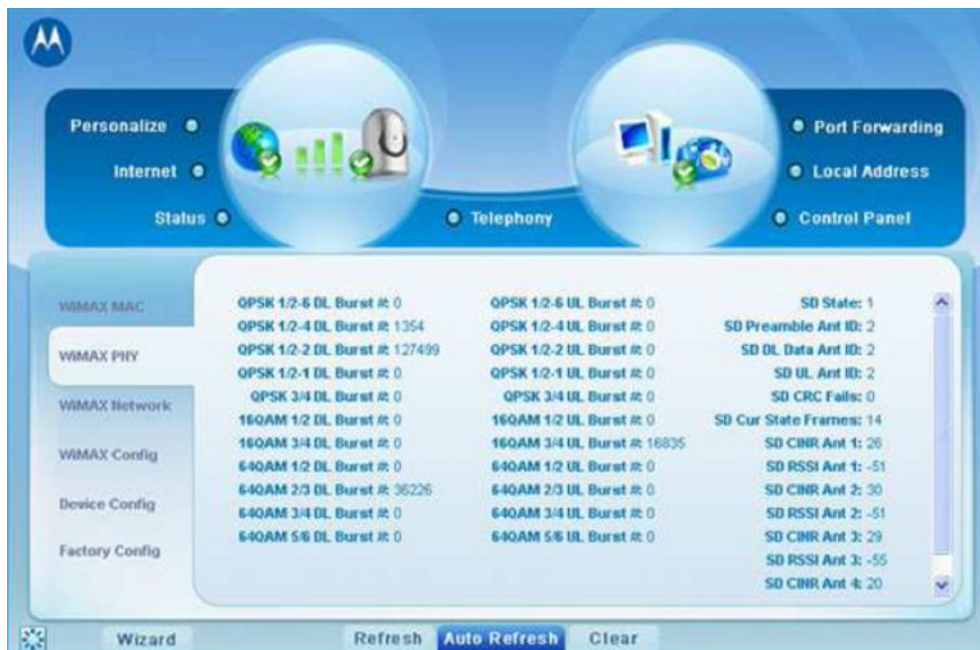 Personalize
Internet
Status
Telephony
Port Forwarding
Local Address
Control Panel
WiMAX MAC
WiMAX PHY
WiMAX Network
WiMAX Config
Device Config
Factory Config
QPSK 1/2-6 DL Burst #: 0
QPSK 1/2-4 DL Burst #: 1354
QPSK 1/2-2 DL Burst #: 127499
QPSK 1/2-1 DL Burst #: 0
QPSK 3/4 DL Burst #: 0
16QAM 1/2 DL Burst #: 0
16QAM 3/4 DL Burst #: 0
64QAM 1/2 DL Burst #: 0
64QAM 2/3 DL Burst #: 36226
64QAM 3/4 DL Burst #: 0
64QAM 5/6 DL Burst #: 0
QPSK 1/2-6 UL Burst #: 0
QPSK 1/2-4 UL Burst #: 0
QPSK 1/2-2 UL Burst #: 0
QPSK 1/2-1 UL Burst #: 0
QPSK 3/4 UL Burst #: 0
16QAM 1/2 UL Burst #: 0
16QAM 3/4 UL Burst #: 16835
64QAM 1/2 UL Burst #: 0
64QAM 2/3 UL Burst #: 0
64QAM 3/4 UL Burst #: 0
64QAM 5/6 UL Burst #: 0
SD State: 1
SD Preamble Ant ID: 2
SD DL Data Ant ID: 2
SD UL Ant ID: 2
SD CRC Fails: 0
SD Cur State Frames: 14
SD CINR Ant 1: 26
SD RSSI Ant 1: -51
SD CINR Ant 2: 30
SD RSSI Ant 2: -51
SD CINR Ant 3: 29
SD RSSI Ant 3: -55
SD CINR Ant 4: 20
Wizard
Refresh
Auto Refresh
Clear